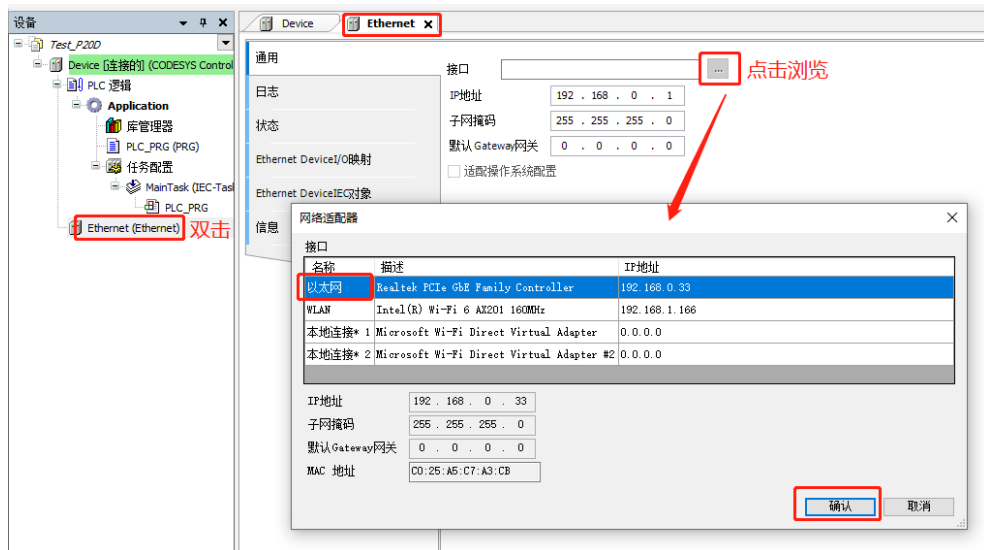 设备
Test_P20D
Device [连接的] (CODESYS Control
PLC 逻辑
Application
库管理器
PLC_PRG (PRG)
任务配置
MainTask (IEC-Tas
PLC_PRG
Ethernet (Ethernet)
双击
Device
Ethernet
通用
日志
状态
Ethernet DeviceI/O映射
Ethernet DeviceIEC对象
信息
接口
...
点击浏览
IP地址 192 . 168 . 0 . 1
子网掩码 255 . 255 . 255 . 0
默认Gateway网关 0 . 0 . 0 . 0
适配操作系统配置
网络适配器
接口
名称 描述 IP地址
以太网 Realtek PCIe GbE Family Controller 192.168.0.33
WLAN Intel(R) Wi-Fi 6 AX201 160MHz 192.168.1.166
本地连接* 1 Microsoft Wi-Fi Direct Virtual Adapter 0.0.0.0
本地连接* 2 Microsoft Wi-Fi Direct Virtual Adapter #2 0.0.0.0
IP地址 192 . 168 . 0 . 33
子网掩码 255 . 255 . 255 . 0
默认Gateway网关 0 . 0 . 0 . 0
MAC 地址 C0:25:A5:C7:A3:CB
确认 取消